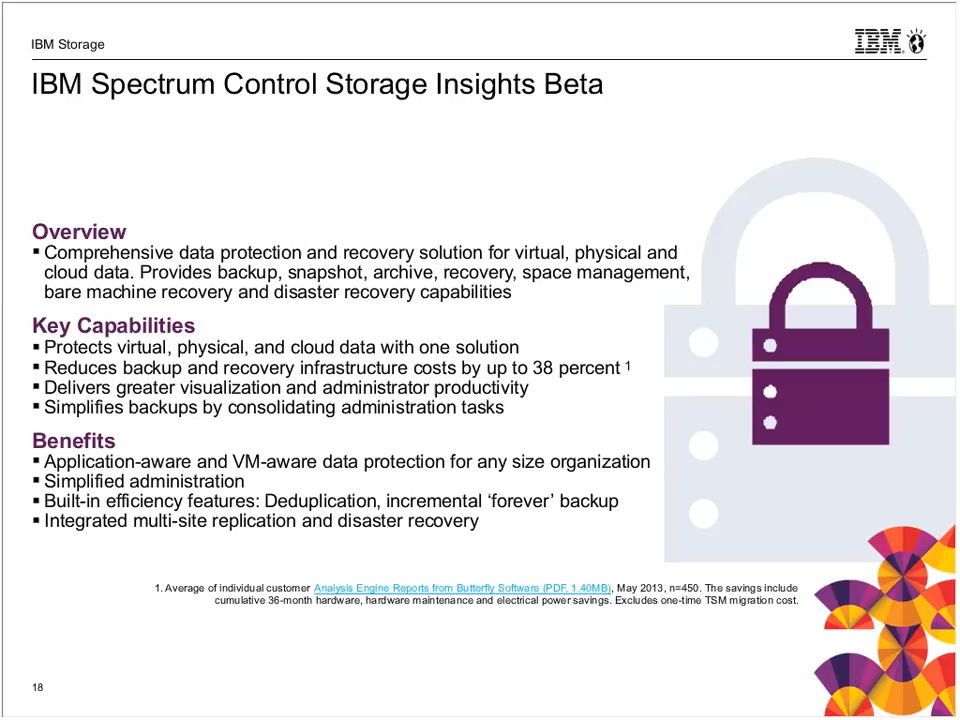 IBM Storage
IBM
IBM Spectrum Control Storage Insights Beta
Overview
▪ Comprehensive data protection and recovery solution for virtual, physical and
cloud data. Provides backup, snapshot, archive, recovery, space management,
bare machine recovery and disaster recovery capabilities
Key Capabilities
▪ Protects virtual, physical, and cloud data with one solution
▪ Reduces backup and recovery infrastructure costs by up to 38 percent 1
▪ Delivers greater visualization and administrator productivity
▪ Simplifies backups by consolidating administration tasks
Benefits
▪ Application-aware and VM-aware data protection for any size organization
▪ Simplified administration
▪ Built-in efficiency features: Deduplication, incremental ‘forever’ backup
▪ Integrated multi-site replication and disaster recovery
1. Average of individual customer Analysis Engine Reports from Butterfly Software (PDF, 1.40MB), May 2013, n=450. The savings include
cumulative 36-month hardware, hardware maintenance and electrical power savings. Excludes one-time TSM migration cost.
18